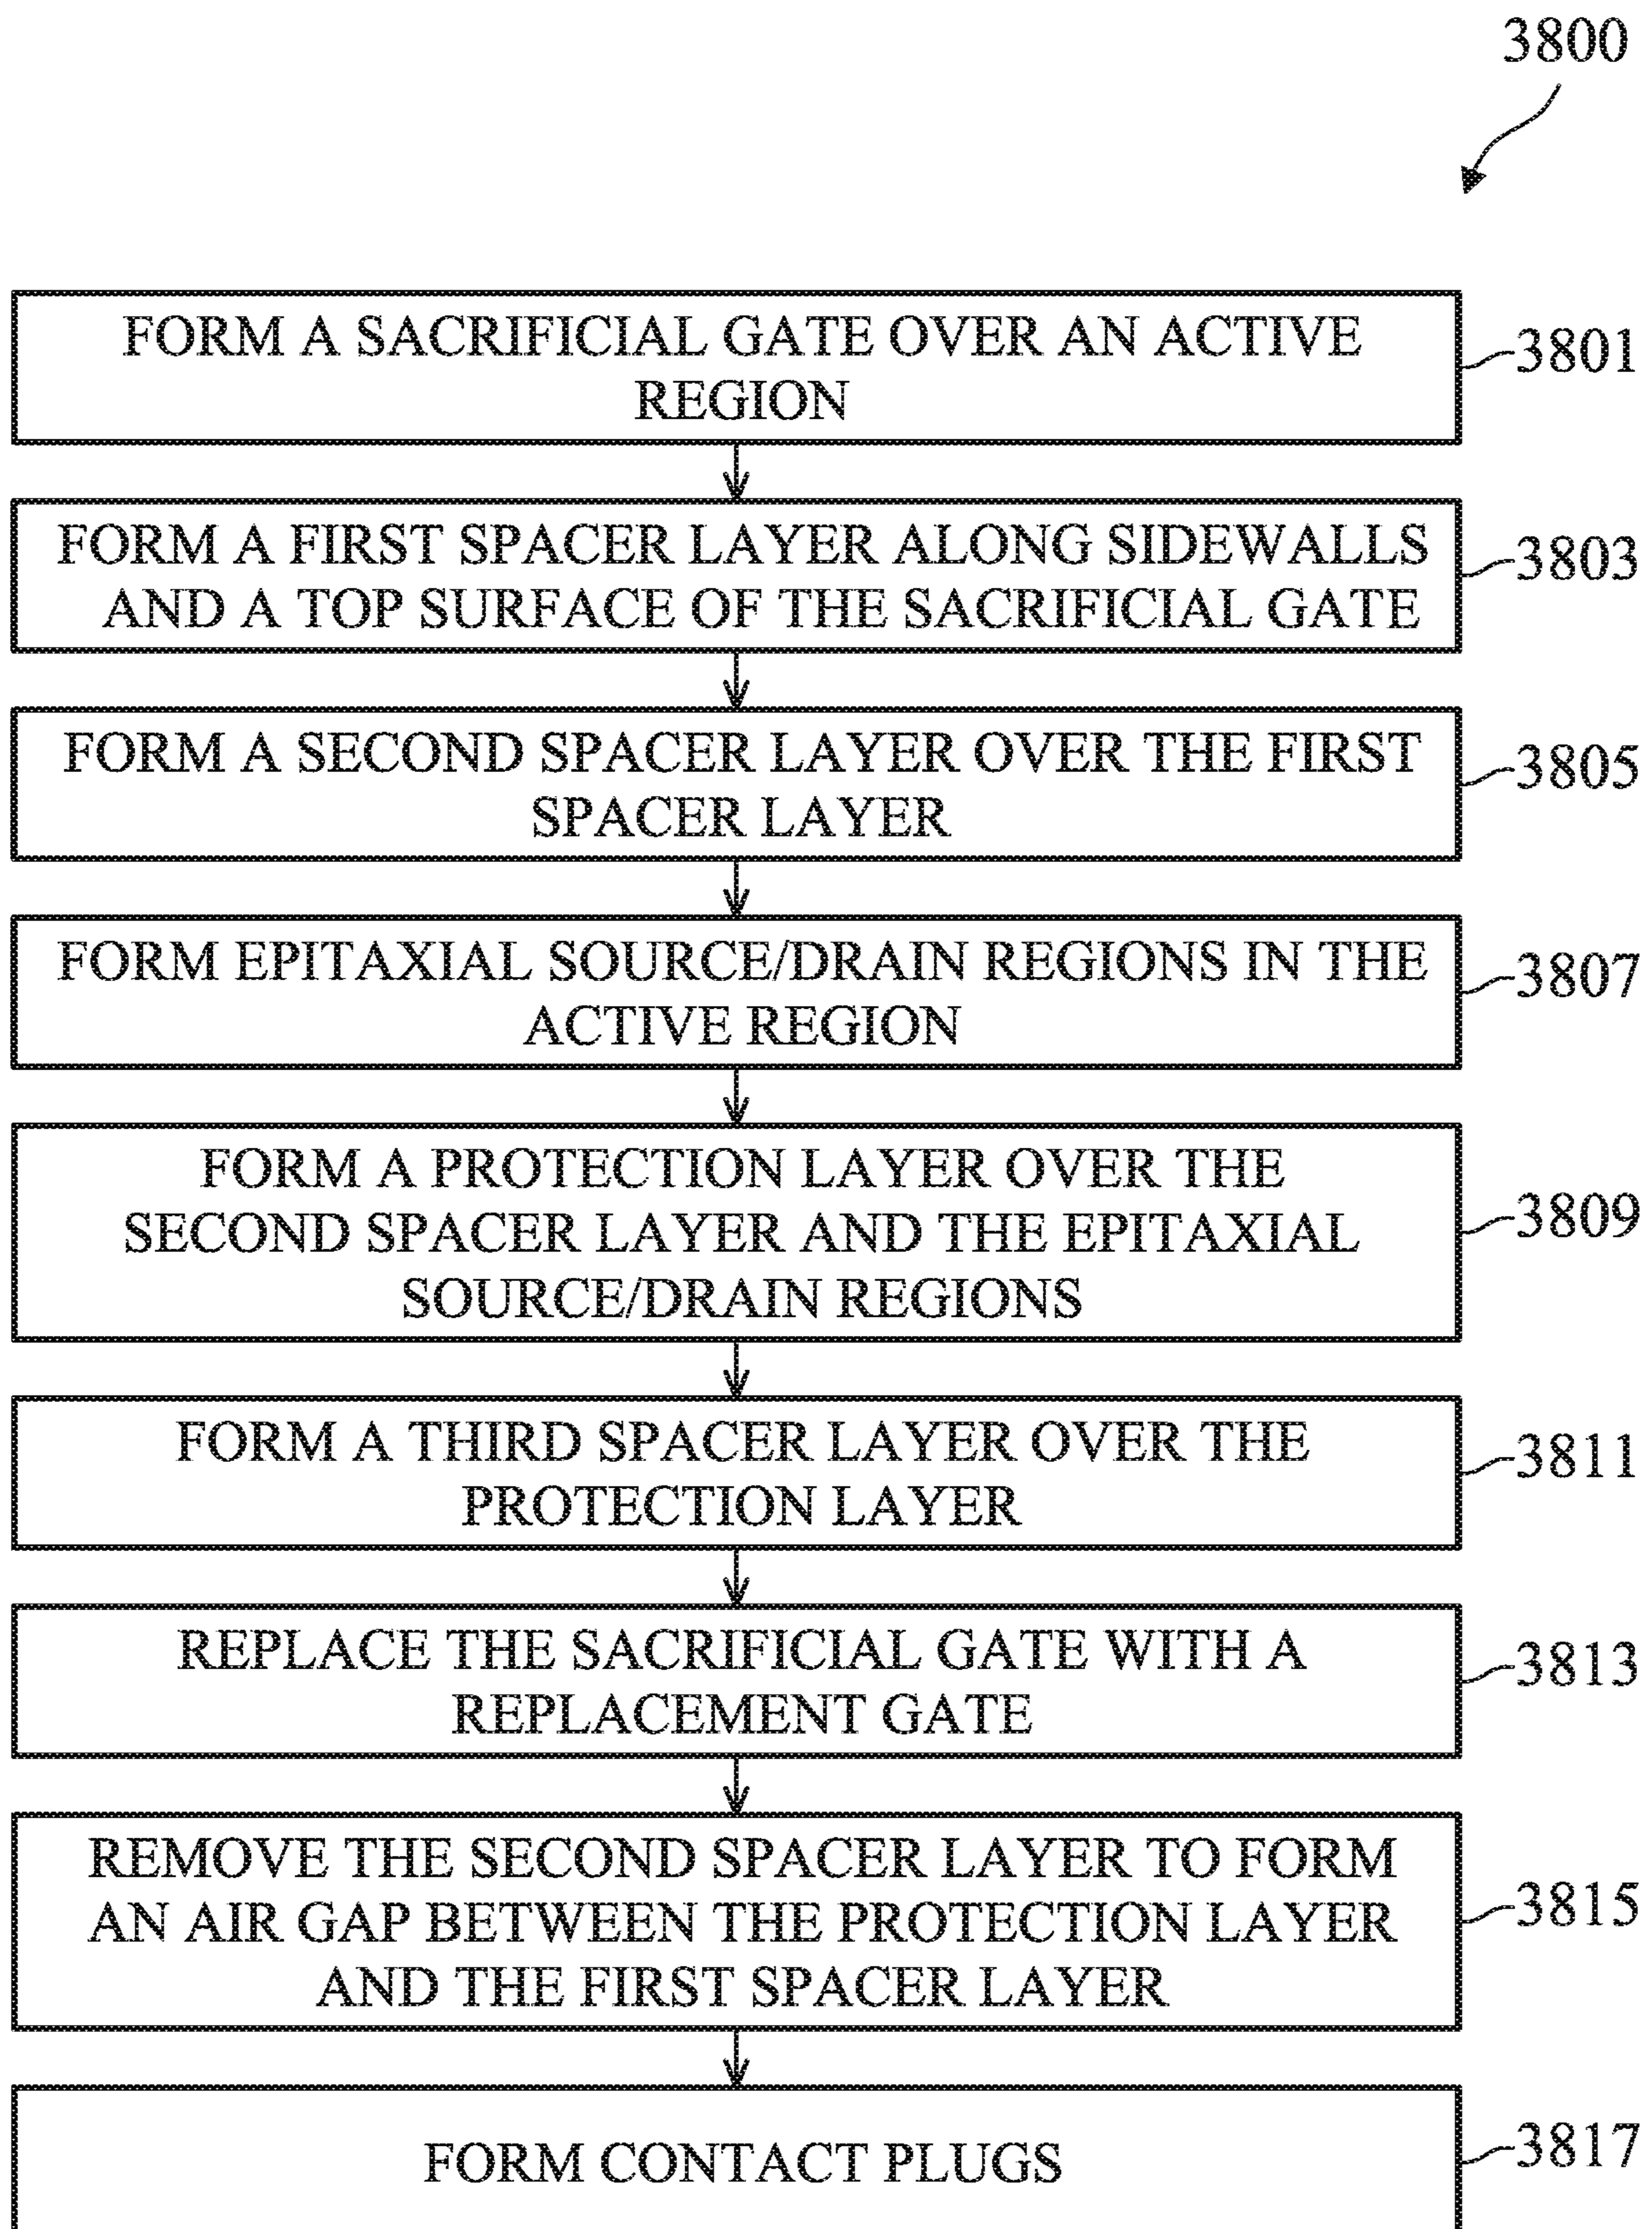 3800
FORM A SACRIFICIAL GATE OVER AN ACTIVE
REGION
3801
FORM A FIRST SPACER LAYER ALONG SIDEWALLS
AND A TOP SURFACE OF THE SACRIFICIAL GATE
3803
FORM A SECOND SPACER LAYER OVER THE FIRST
SPACER LAYER
3805
FORM EPITAXIAL SOURCE/DRAIN REGIONS IN THE
ACTIVE REGION
3807
FORM A PROTECTION LAYER OVER THE
SECOND SPACER LAYER AND THE EPITAXIAL
SOURCE/DRAIN REGIONS
3809
FORM A THIRD SPACER LAYER OVER THE
PROTECTION LAYER
3811
REPLACE THE SACRIFICIAL GATE WITH A
REPLACEMENT GATE
3813
REMOVE THE SECOND SPACER LAYER TO FORM
AN AIR GAP BETWEEN THE PROTECTION LAYER
AND THE FIRST SPACER LAYER
3815
FORM CONTACT PLUGS
3817